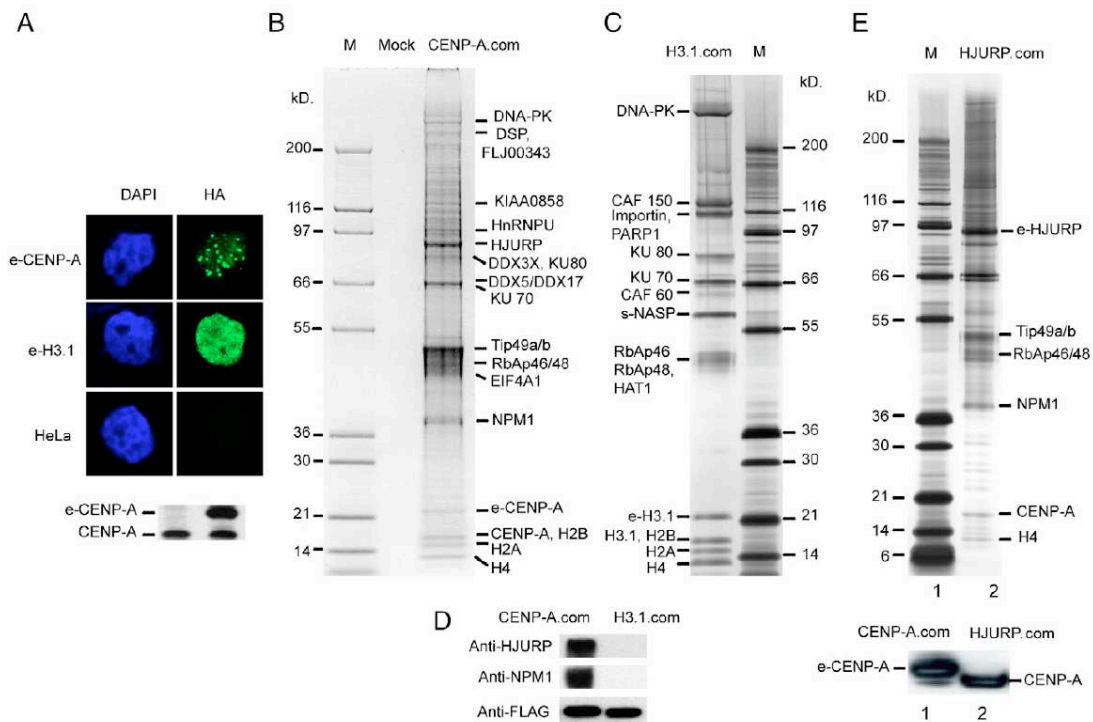 A
DAPI HA
e-CENP-A
e-H3.1
HeLa
e-CENP-A
CENP-A
B
M Mock CENP-A.com
kD.
200
116
97
66
55
36
30
21
14
DNA-PK
DSP,
FLJ00343
KIAA0858
HnRNPU
HJURP
DDX3X, KU80
DDX5/DDX17
KU 70
Tip49a/b
RbAp46/48
EIF4A1
NPM1
e-CENP-A
CENP-A, H2B
H2A
H4
C
H3.1.com M
kD.
DNA-PK
CAF 150
Importin,
PARP1
KU 80
KU 70
CAF 60
s-NASP
RbAp46
RbAp48,
HAT1
e-H3.1
H3.1, H2B
H2A
H4
200
116
97
66
55
36
30
21
14
D
CENP-A.com H3.1.com
Anti-HJURP
Anti-NPM1
Anti-FLAG
E
M HJURP.com
kD.
200
116
97
66
55
36
30
21
14
6
e-HJURP
Tip49a/b
RbAp46/48
NPM1
CENP-A
H4
1 2
CENP-A.com HJURP.com
e-CENP-A
CENP-A
1 2